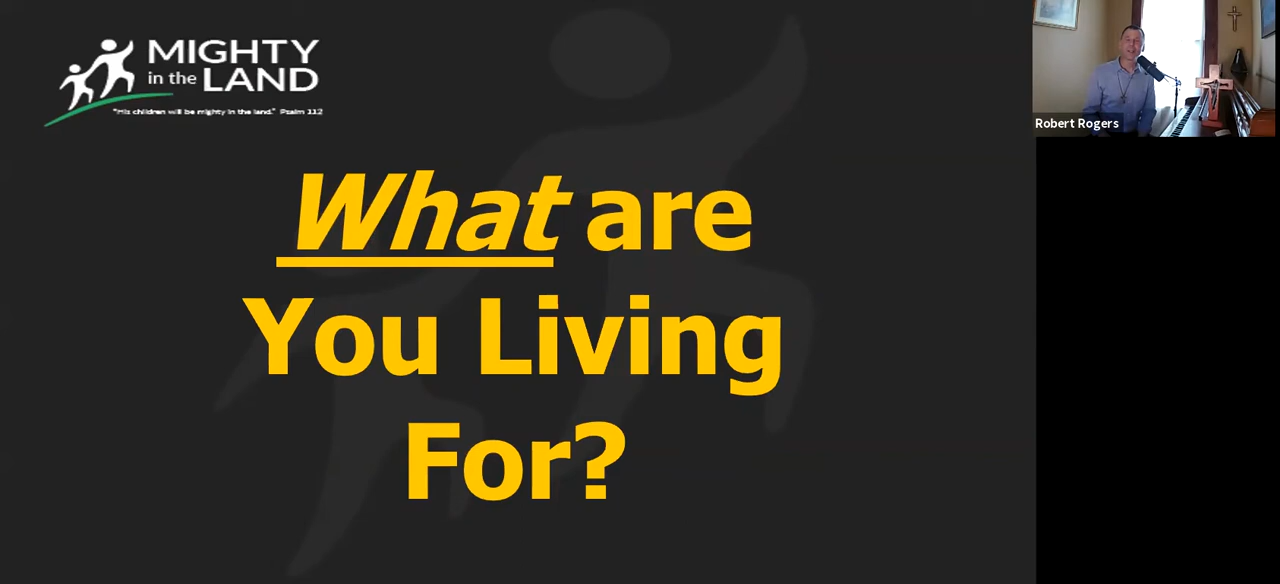 MIGHTY
in the LAND
"His children will be mighty in the land." Psalm 112
What are
You Living
For?
Robert Rogers